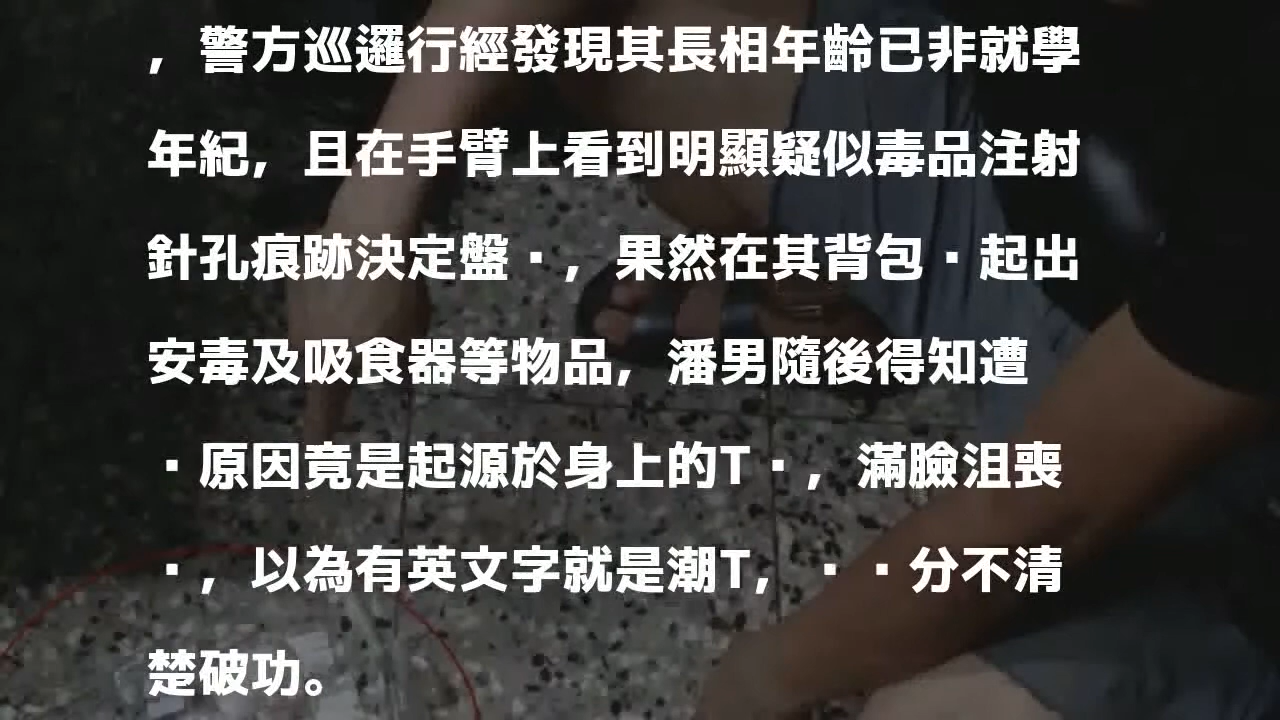 ，警方巡邏行經發現其長相年齡已非就學
年紀，且在手臂上看到明顯疑似毒品注射
針孔痕跡決定盤·，果然在其背包·起出
安毒及吸食器等物品，潘男隨後得知遭
·原因竟是起源於身上的T·，滿臉沮喪
·，以為有英文字就是潮T，··分不清
楚破功。